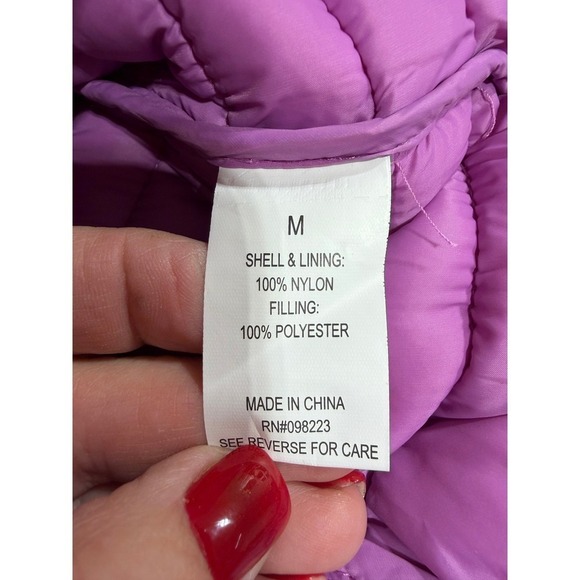 M
SHELL & LINING:
100% NYLON
FILLING:
100% POLYESTER
MADE IN CHINA
RN#098223
SEE REVERSE FOR CARE